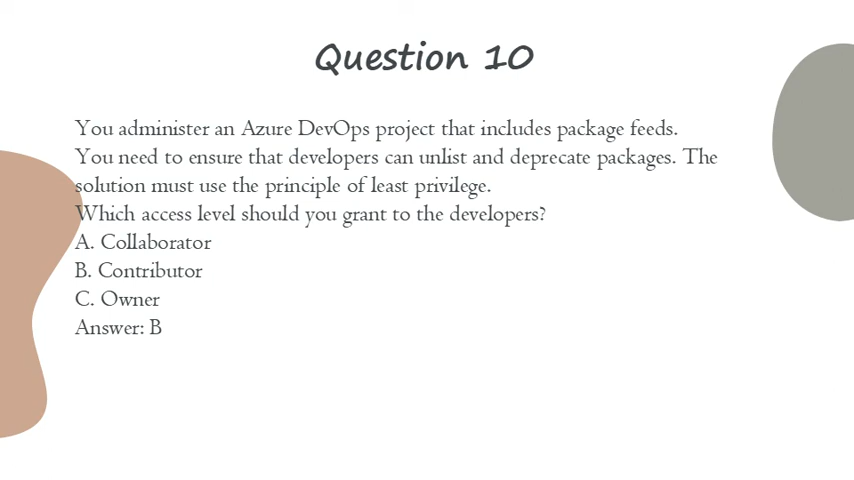 Question 10
You administer an Azure DevOps project that includes package feeds.
You need to ensure that developers can unlist and deprecate packages. The
solution must use the principle of least privilege.
Which access level should you grant to the developers?
A. Collaborator
B. Contributor
C. Owner
Answer: B